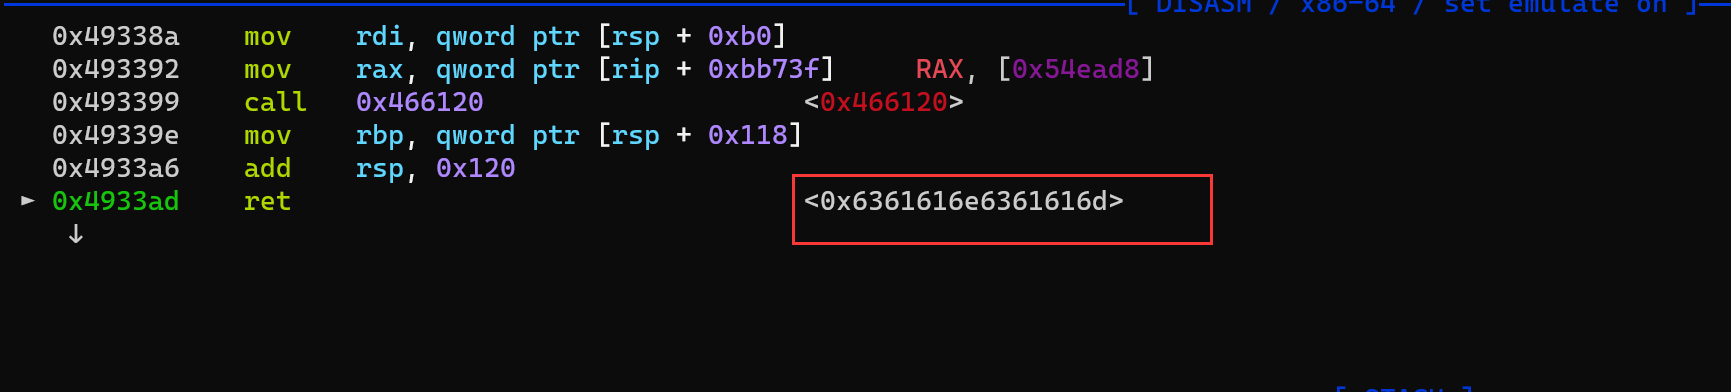 [ DISASM / x86-64 / set emulate on ]
0x49338a    mov    rdi, qword ptr [rsp + 0xb0]
0x493392    mov    rax, qword ptr [rip + 0xbb73f]    RAX, [0x54ead8]
0x493399    call   0x466120    <0x466120>
0x49339e    mov    rbp, qword ptr [rsp + 0x118]
0x4933a6    add    rsp, 0x120
► 0x4933ad    ret    <0x6361616e6361616d>
↓
[ STACK ]